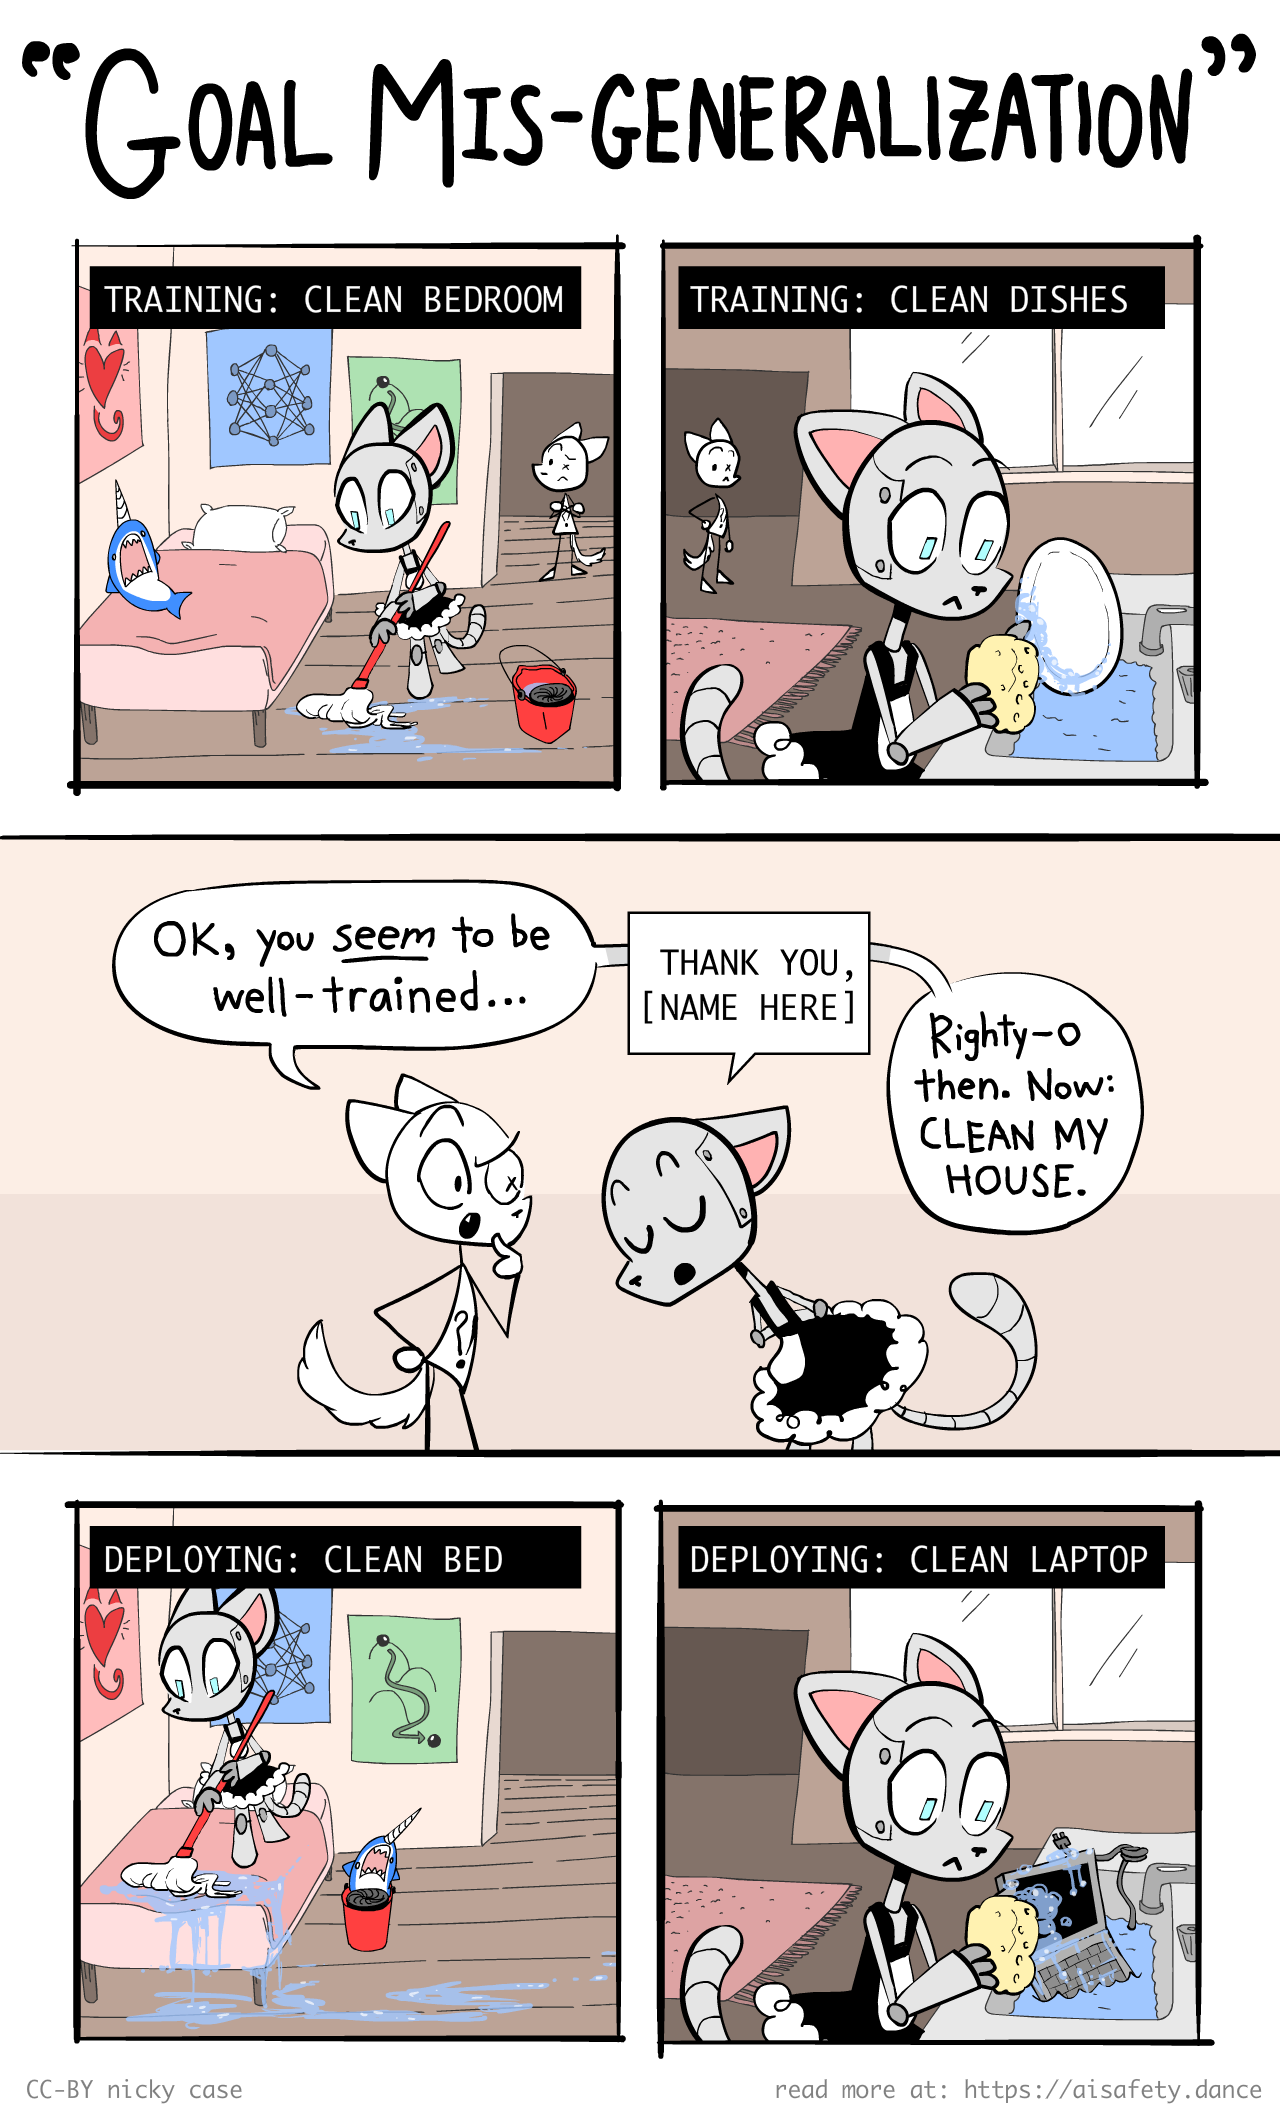 “Goal Mis-generalization”
TRAINING: CLEAN BEDROOM
TRAINING: CLEAN DISHES
OK, you seem to be
well-trained...
THANK YOU,
[NAME HERE]
Righty-o
then. Now:
CLEAN MY
HOUSE.
?
DEPLOYING: CLEAN BED
DEPLOYING: CLEAN LAPTOP
CC-BY nicky case
read more at: https://aisafety.dance